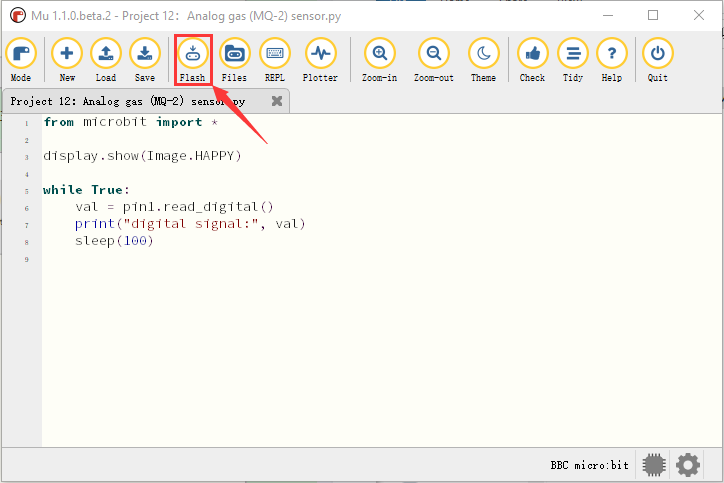 Mu 1.1.0.beta.2 - Project 12：Analog gas (MQ-2) sensor.py
Mode New Load Save Flash Files REPL Plotter Zoom-in Zoom-out Theme Check Tidy Help Quit
Project 12: Analog gas (MQ-2) sensor.py
1 from microbit import *
2
3 display.show(Image.HAPPY)
4
5 while True:
6 val = pin1.read_digital()
7 print("digital signal:", val)
8 sleep(100)
9
BBC micro:bit